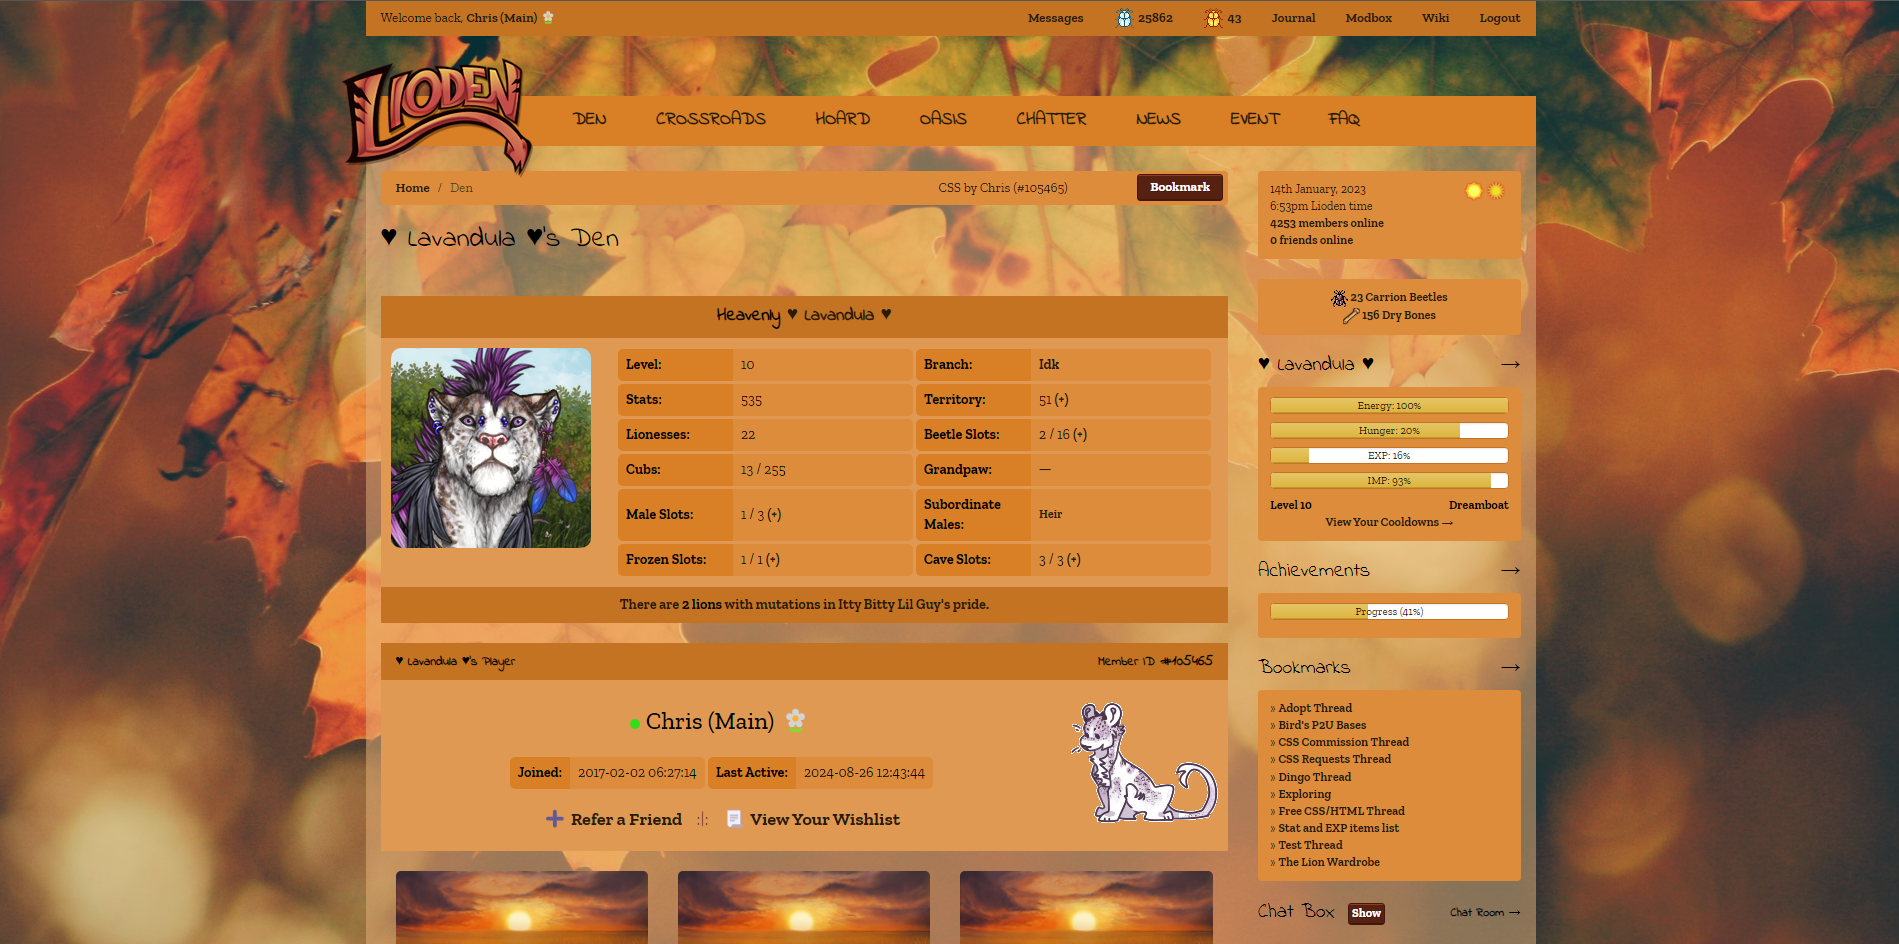 Welcome back, Chris (Main)
Messages 25862 43 Journal Modbox Wiki Logout
LIODEN
DEN CROSSROADS HOARD OASIS CHATTER NEWS EVENT FAQ
Home / Den CSS by Chris (#105465) Bookmark
♥ Lavandula ♥'s Den
Heavenly ♥ Lavandula ♥
Level: 10 Branch: Idk
Stats: 535 Territory: 51 (+)
Lionesses: 22 Beetle Slots: 2 / 16 (+)
Cubs: 13 / 255 Grandpaw: —
Male Slots: 1 / 3 (+) Subordinate
Males: Heir
Frozen Slots: 1 / 1 (+) Cave Slots: 3 / 3 (+)
There are 2 lions with mutations in Itty Bitty Lil Guy's pride.
♥ Lavandula ♥'s Player Member ID #105465
Chris (Main)
Joined: 2017-02-02 06:27:14 Last Active: 2024-08-26 12:43:44
Refer a Friend :|: View Your Wishlist
14th January, 2023
6:53pm Lioden time
4253 members online
0 friends online
23 Carrion Beetles
156 Dry Bones
♥ Lavandula ♥ →
Energy: 100%
Hunger: 20%
EXP: 16%
IMP: 93%
Level 10 Dreamboat
View Your Cooldowns →
Achievements →
Progress (41%)
Bookmarks →
» Adopt Thread
» Bird's P2U Bases
» CSS Commission Thread
» CSS Requests Thread
» Dingo Thread
» Exploring
» Free CSS/HTML Thread
» Stat and EXP items list
» Test Thread
» The Lion Wardrobe
Chat Box Show Chat Room →